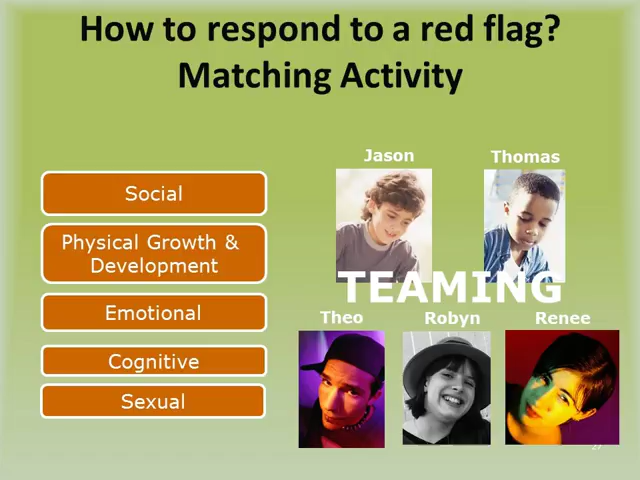 How to respond to a red flag?
Matching Activity
Social
Physical Growth &
Development
Emotional
Cognitive
Sexual
Jason
Thomas
TEAMING
Theo
Robyn
Renee
27